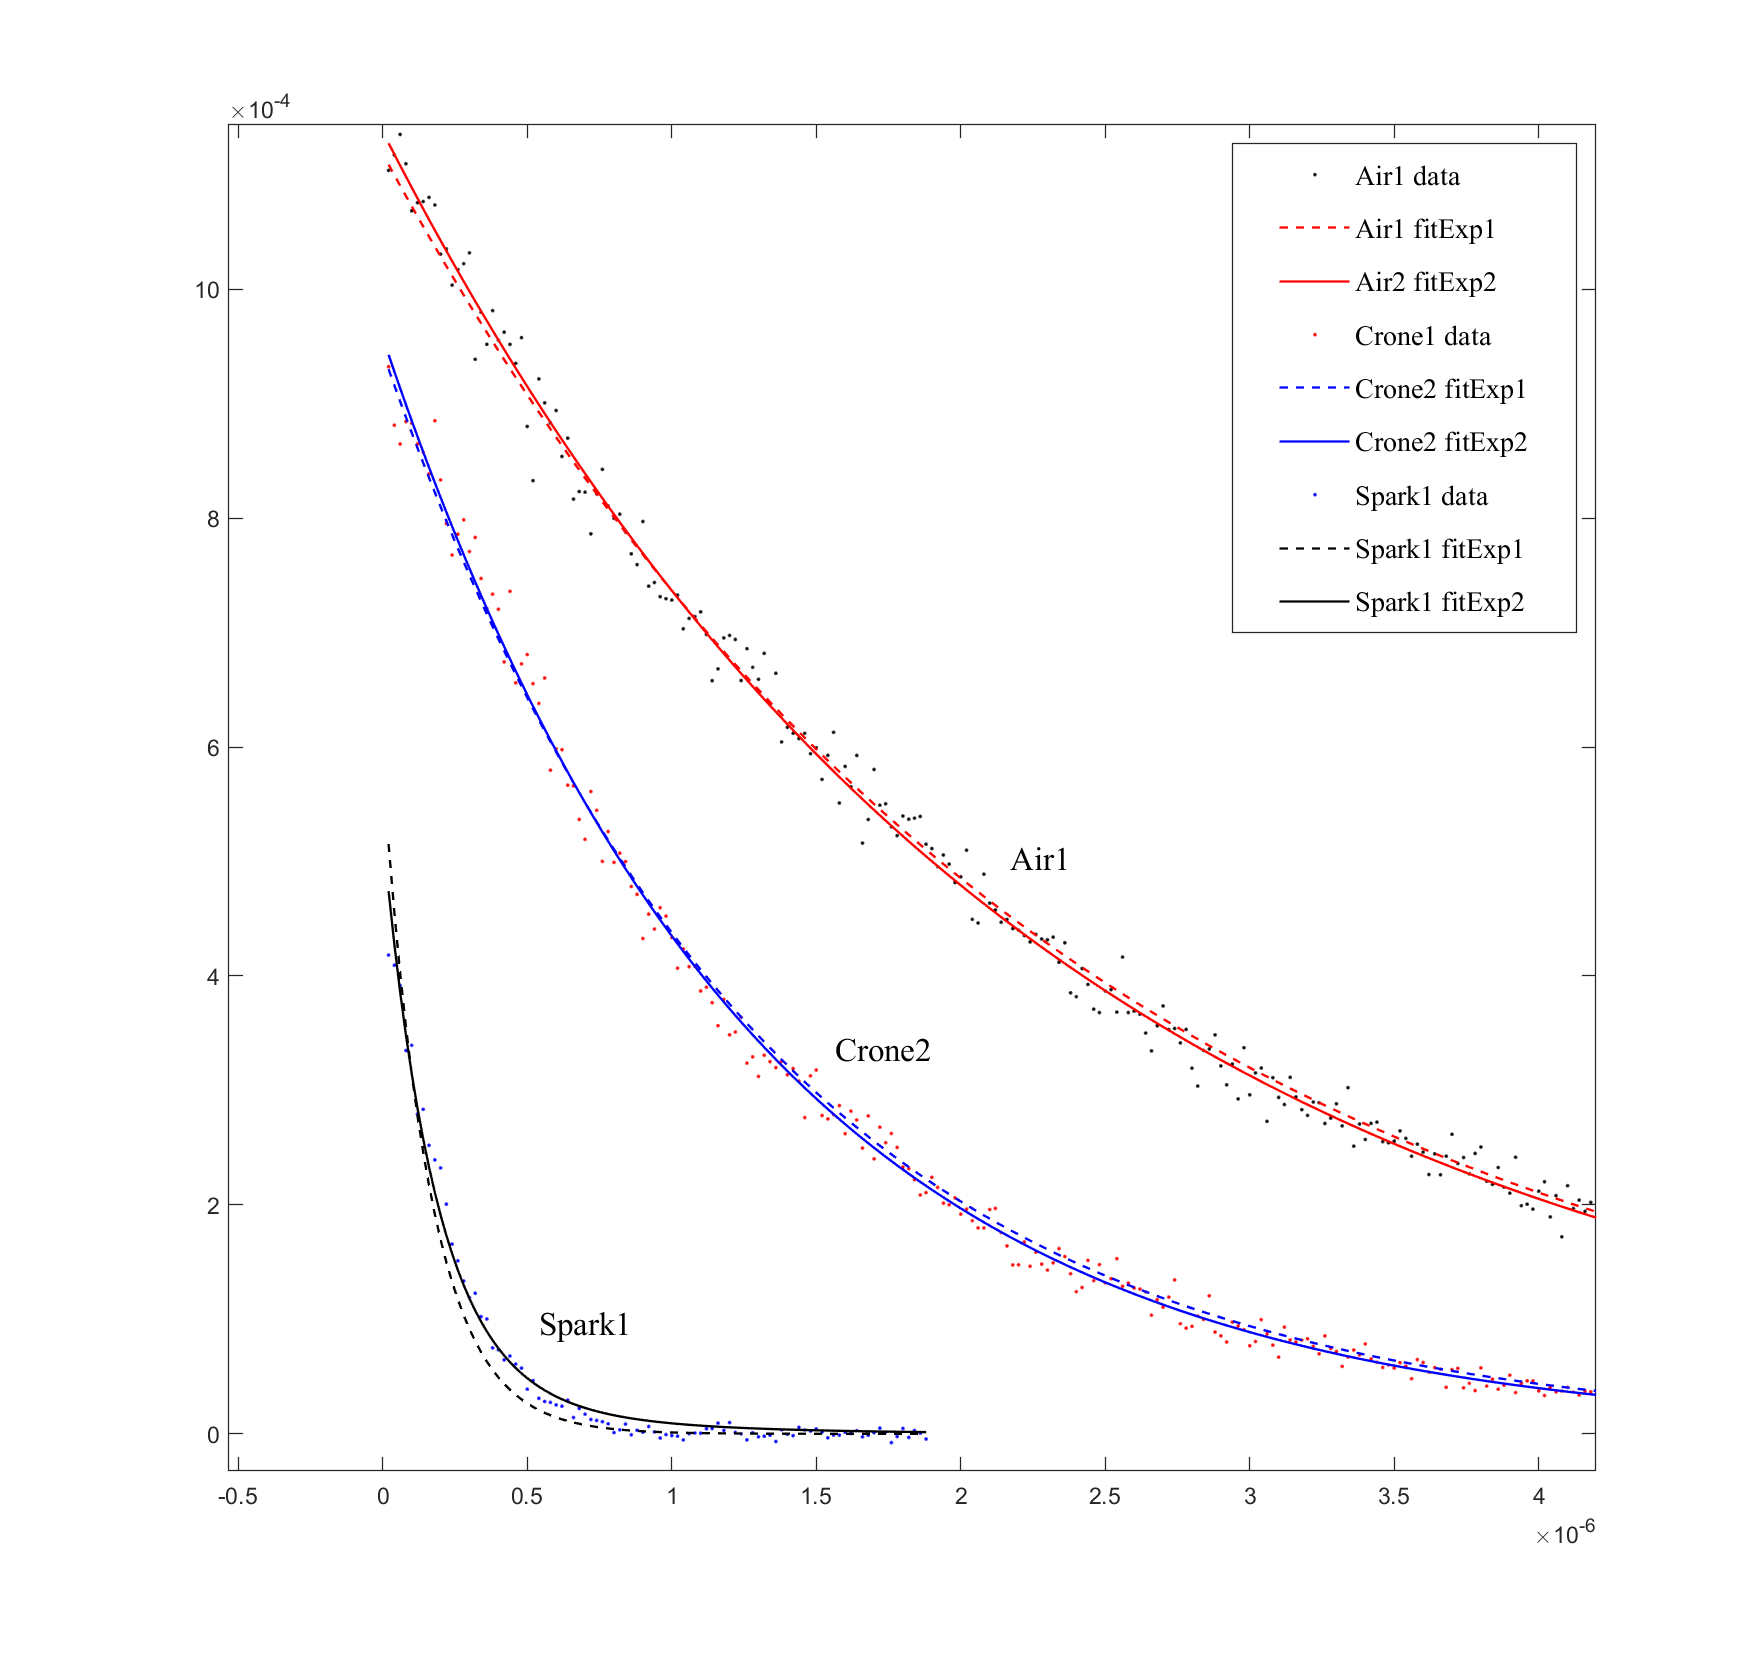 ×10-4
10
8
6
4
2
0
-0.5 0 0.5 1 1.5 2 2.5 3 3.5 4
×10-6
Air1 data
Air1 fitExp1
Air2 fitExp2
Crone1 data
Crone2 fitExp1
Crone2 fitExp2
Spark1 data
Spark1 fitExp1
Spark1 fitExp2
Air1
Crone2
Spark1